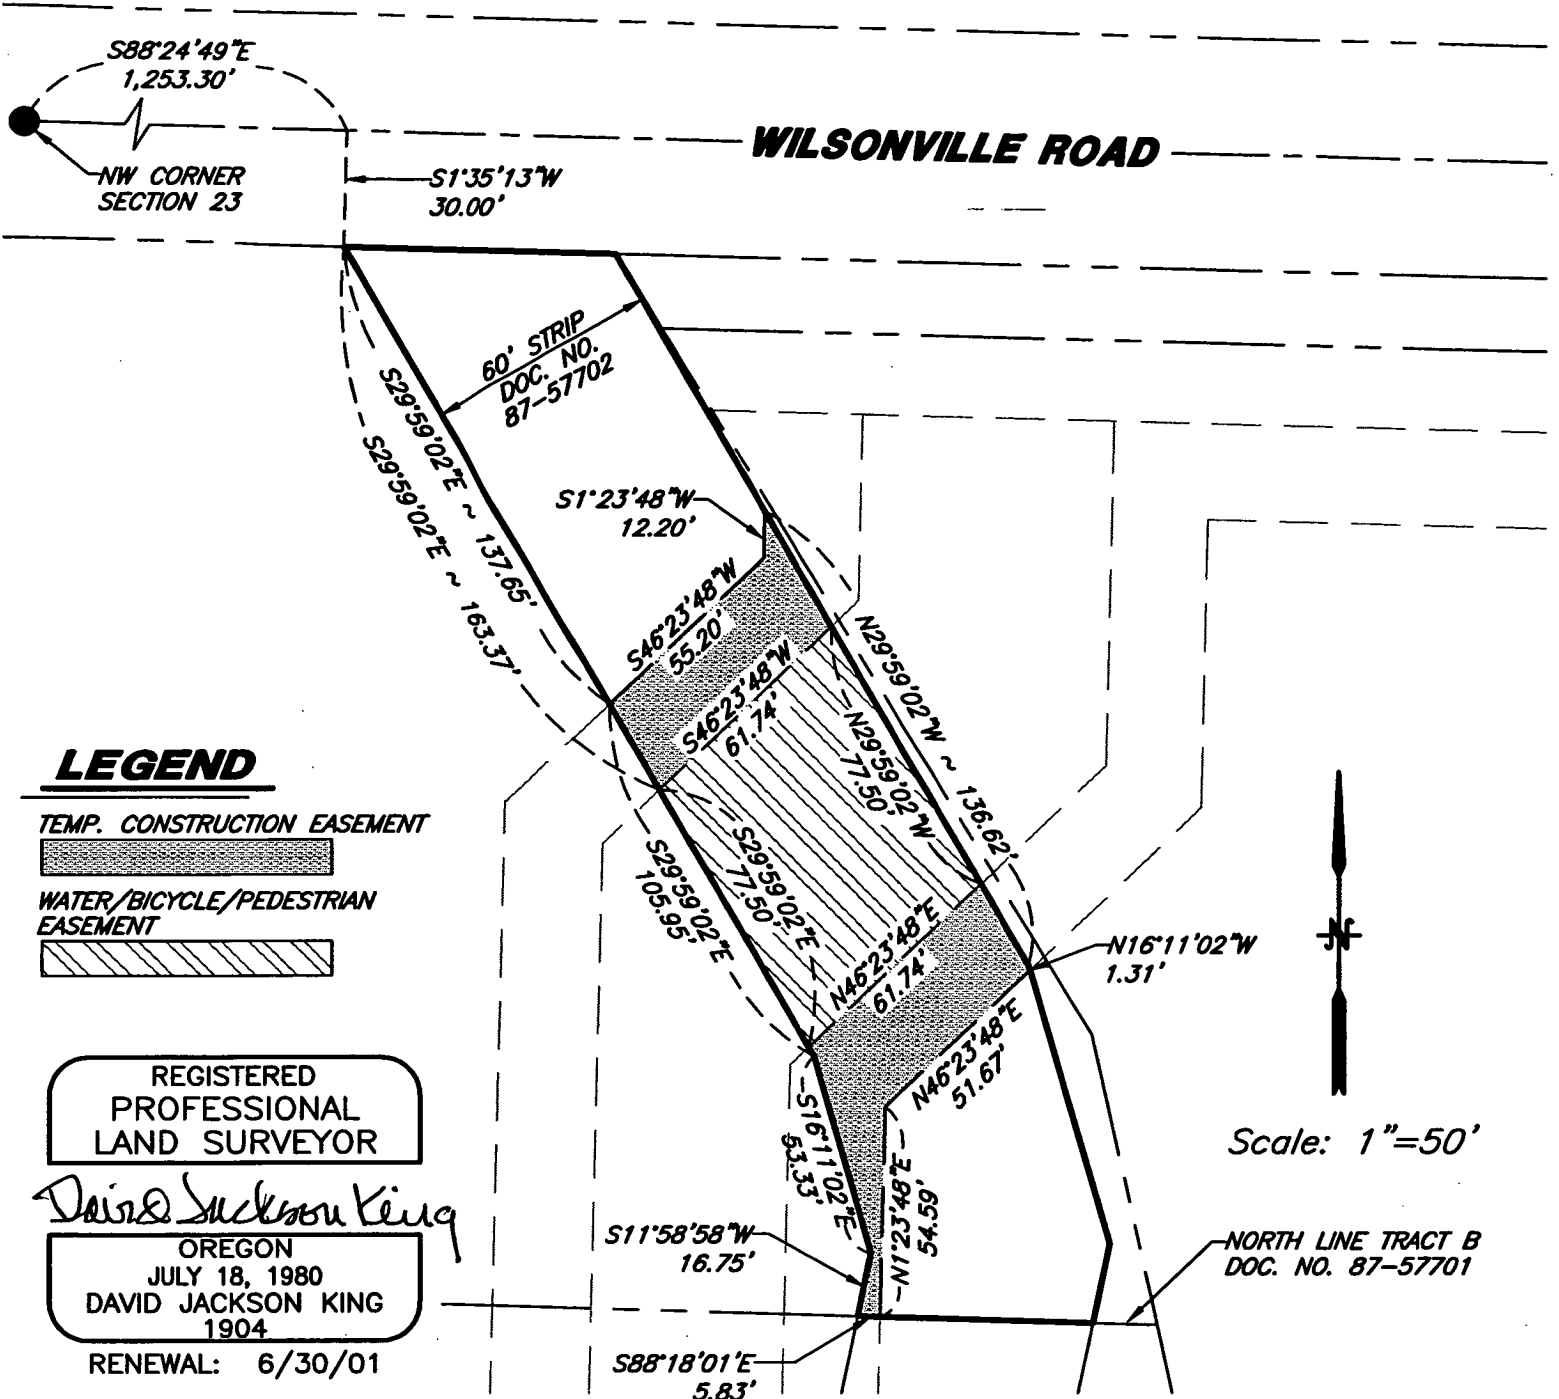 S88°24'49"E
1,253.30'
WILSONVILLE ROAD
NW CORNER
SECTION 23
S1°35'13"W
30.00'
60' STRIP
DOC. NO.
87-57702
S29°59'02"E ~ 137.65'
S29°59'02"E ~ 163.37'
S1°23'48"W
12.20'
S46°23'48"W
55.20'
S46°23'48"W
61.74'
N29°59'02"W ~ 136.62'
N29°59'02"W
77.50'
LEGEND
TEMP. CONSTRUCTION EASEMENT
WATER/BICYCLE/PEDESTRIAN
EASEMENT
S29°59'02"E
77.50'
S29°59'02"E
105.95'
N46°23'48"E
61.74'
N16°11'02"W
1.31'
N
N46°23'48"E
51.67'
S16°11'02"E
53.33'
N1°23'48"E
54.59'
Scale: 1"=50'
REGISTERED
PROFESSIONAL
LAND SURVEYOR
David Jackson King
OREGON
JULY 18, 1980
DAVID JACKSON KING
1904
RENEWAL: 6/30/01
S11°58'58"W
16.75'
NORTH LINE TRACT B
DOC. NO. 87-57701
S88°18'01"E
5.83'